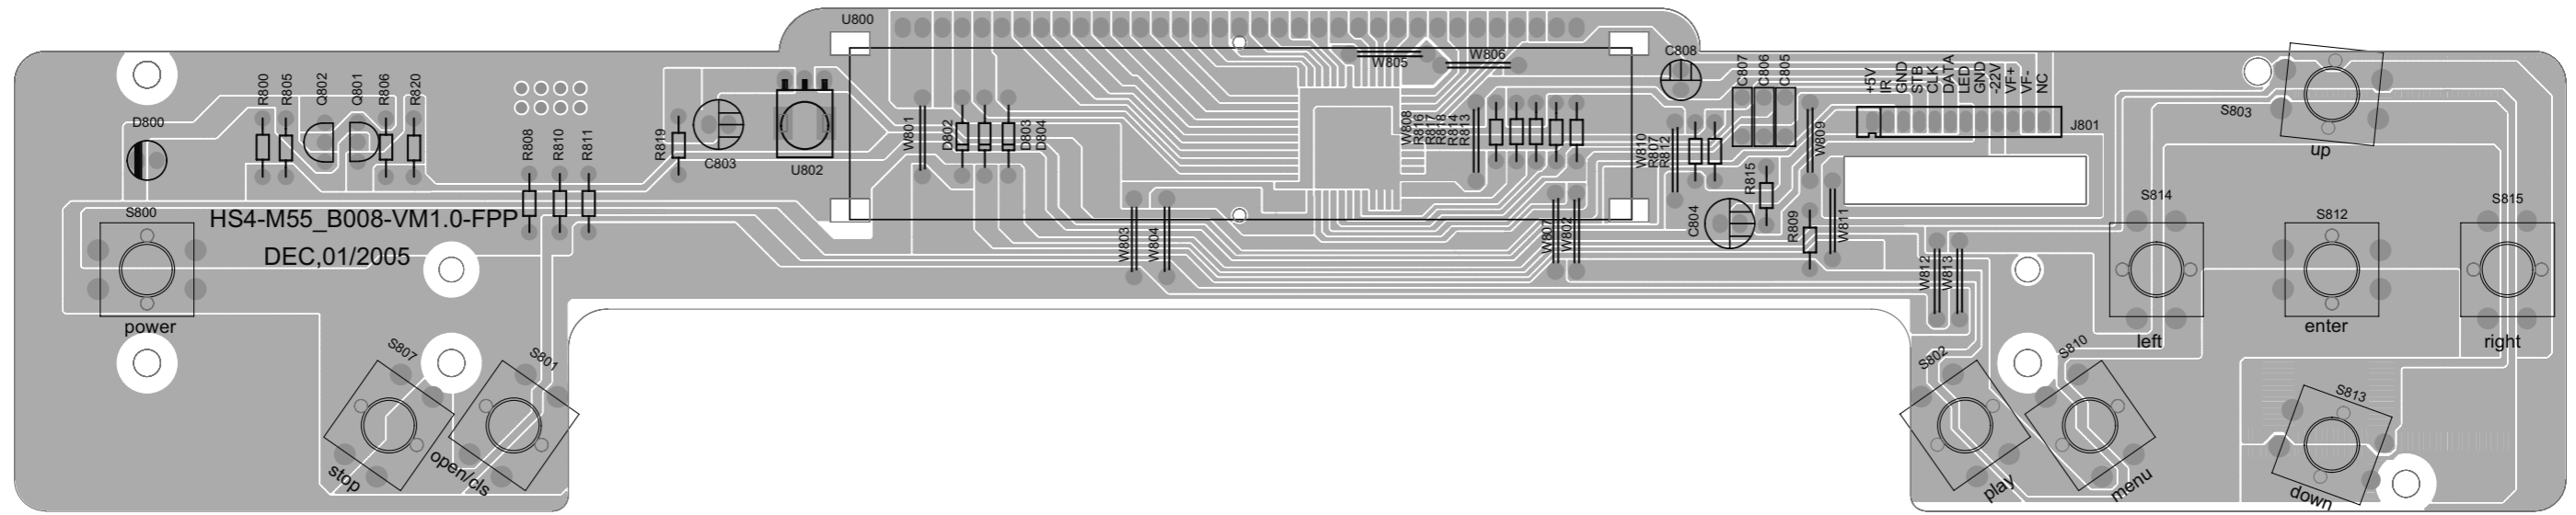 U800
W805
W806
C808
C807
C806
C805
+5V
IR
GND
STB
CLK
DATA
LED
GND
-22V
VF+
VF-
NC
S803
up
D800
R800
R805
Q802
Q801
R806
R820
R808
R810
R811
R819
C803
U802
W801
D802
D803
D804
W808
R816
R817
R818
R814
R813
W810
R807
R812
W809
J801
R815
C804
R809
W811
S800
HS4-M55_B008-VM1.0-FPP
DEC,01/2005
power
W803
W804
W807
W802
W812
W813
S814
left
S812
enter
S815
right
S807
stop
S801
open/cls
S802
play
S810
menu
S813
down